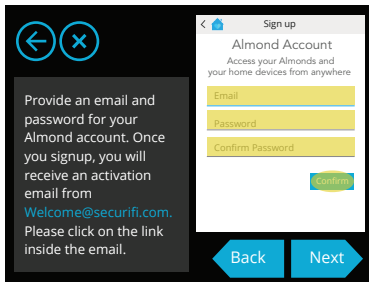 Provide an email and
password for your
Almond account. Once
you signup, you will
receive an activation
email from
Welcome@securifi.com.
Please click on the link
inside the email.
Sign up
Almond Account
Access your Almonds and
your home devices from anywhere
Email
Password
Confirm Password
Confirm
Back
Next